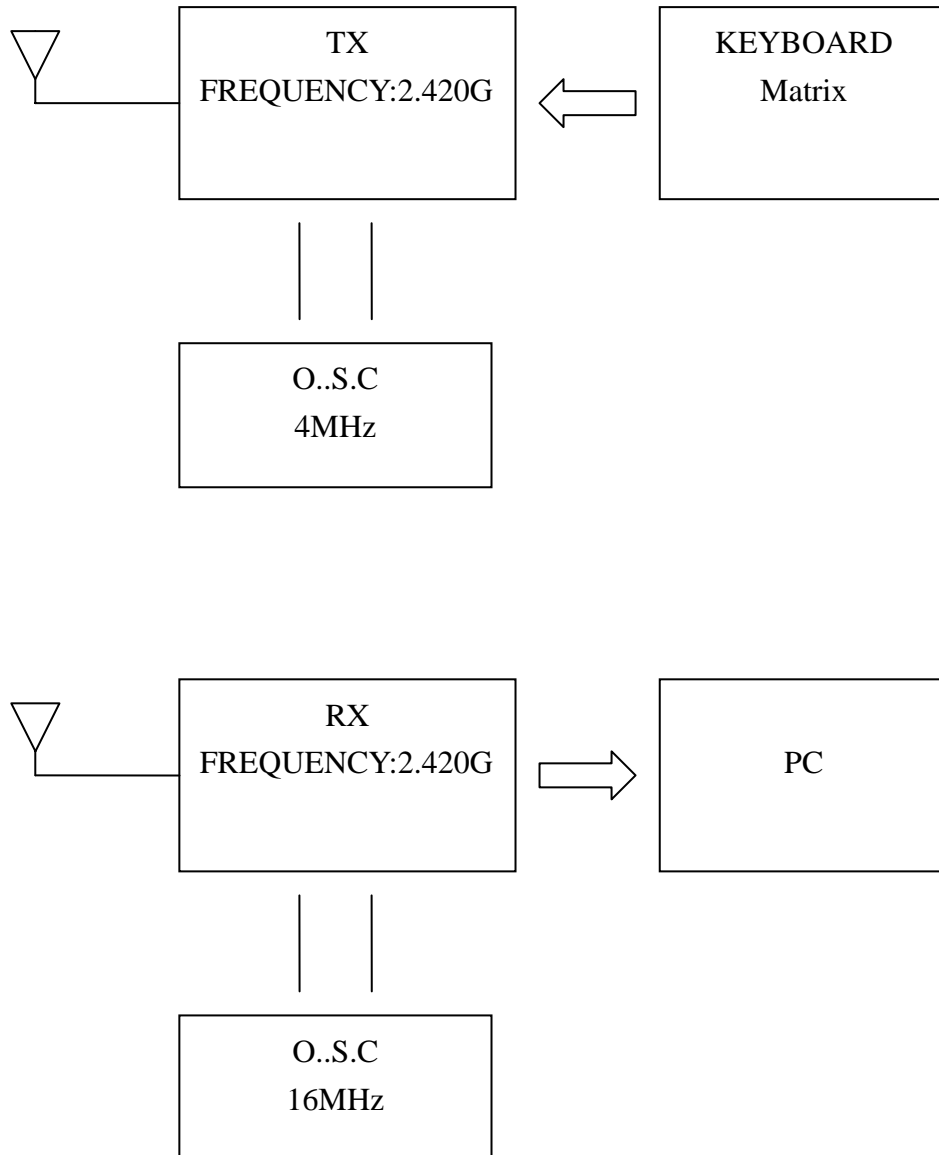 TX
FREQUENCY:2.420G
KEYBOARD
Matrix
O..S.C
4MHz
RX
FREQUENCY:2.420G
PC
O..S.C
16MHz